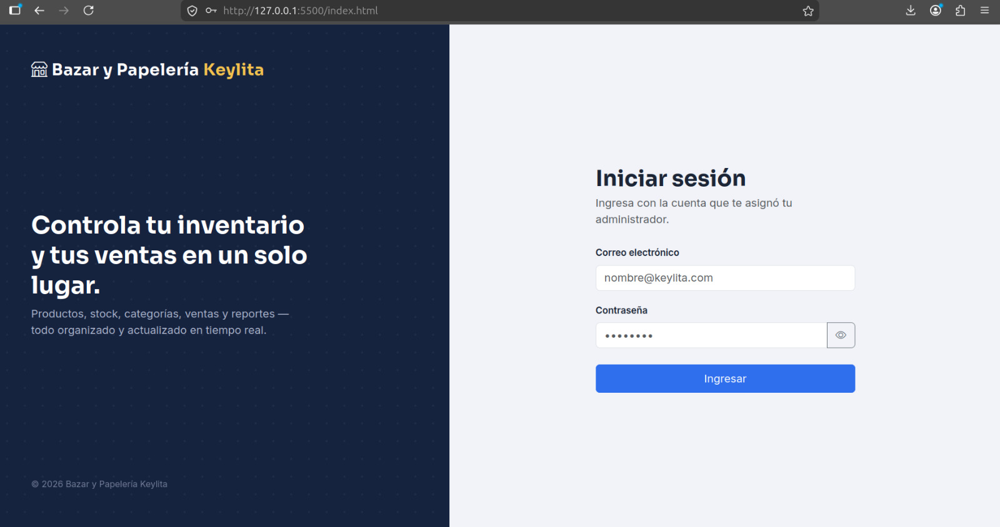 http://127.0.0.1:5500/index.html
Bazar y Papelería Keylita
Controla tu inventario
y tus ventas en un solo
lugar.
Productos, stock, categorías, ventas y reportes —
todo organizado y actualizado en tiempo real.
© 2026 Bazar y Papelería Keylita
Iniciar sesión
Ingresa con la cuenta que te asignó tu
administrador.
Correo electrónico
nombre@keylita.com
Contraseña
••••••••
Ingresar